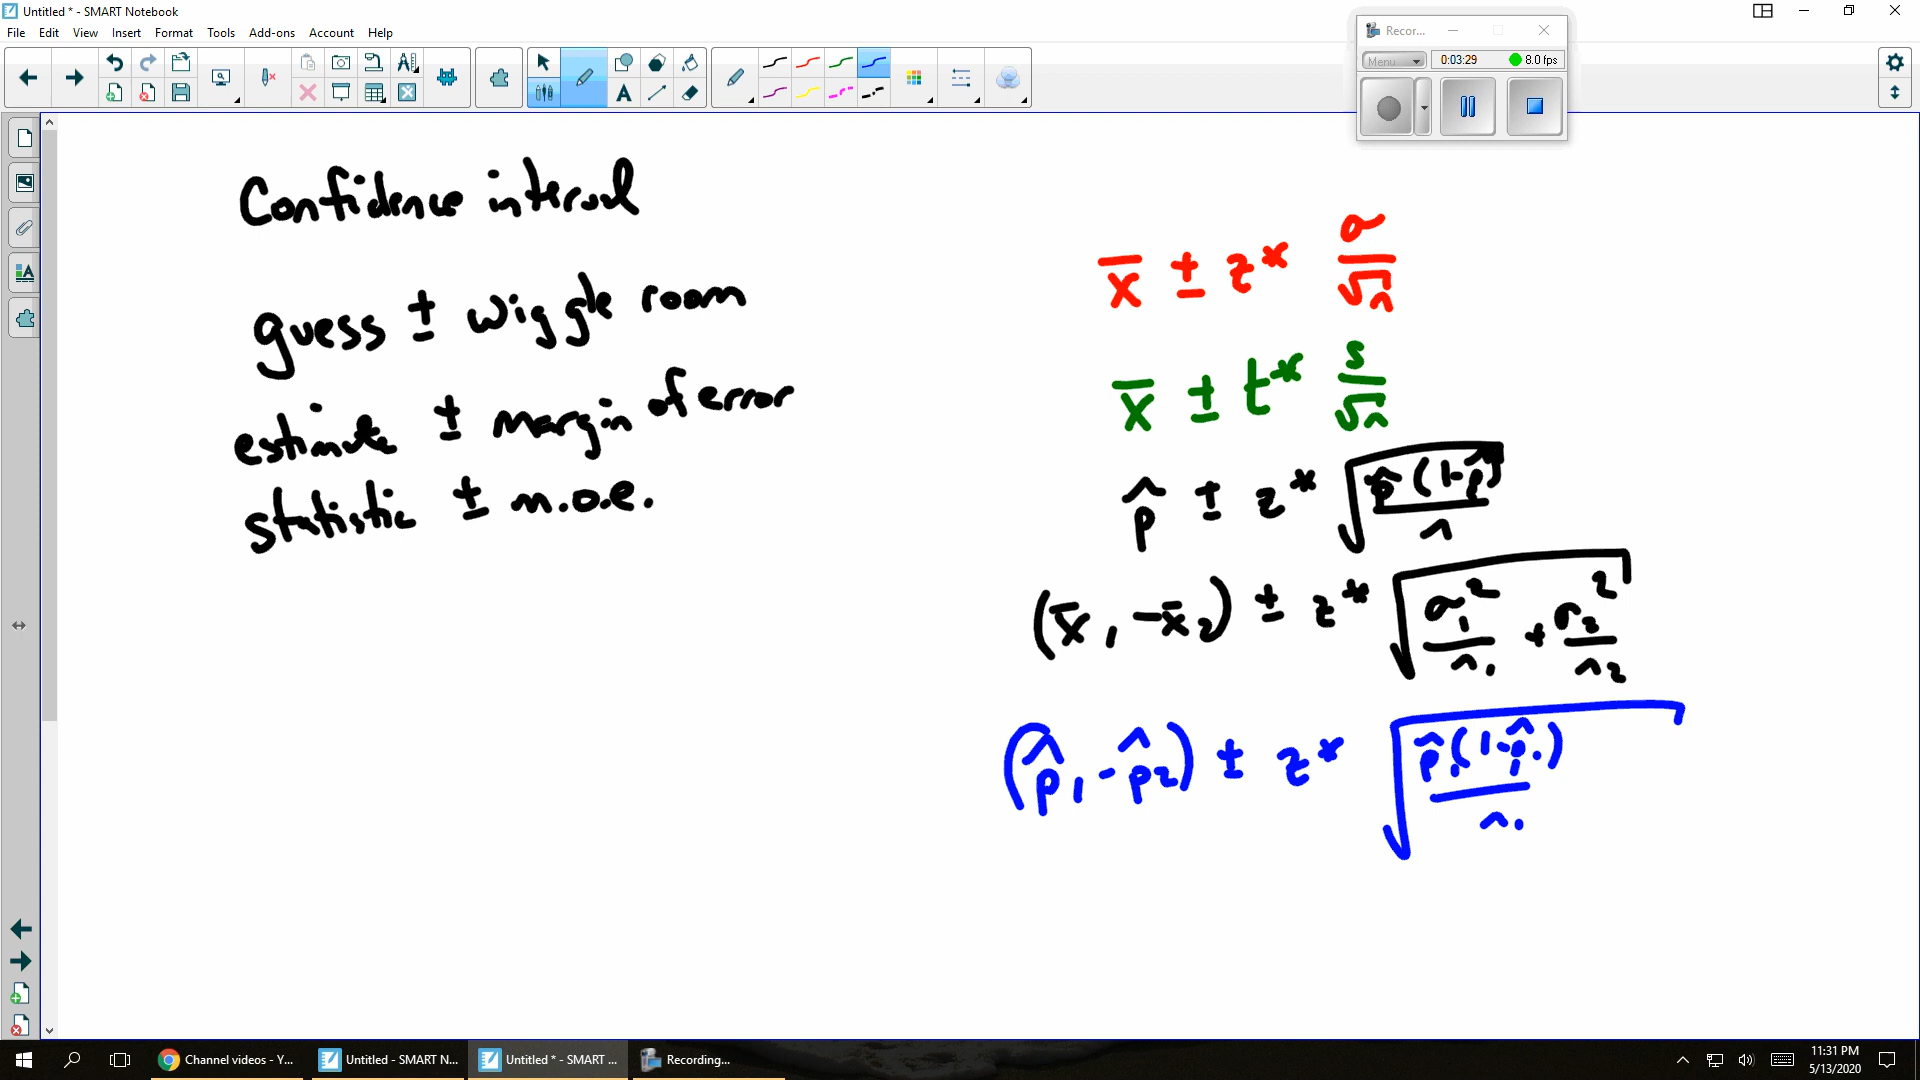 Untitled * - SMART Notebook
File Edit View Insert Format Tools Add-ons Account Help
Recor...
Menu 0:03:29 8.0 fps
Confidence interval
guess ± wiggle room
estimate ± margin of error
statistic ± m.o.e.
x̄ ± z* σ/√n
x̄ ± t* s/√n
p̂ ± z* √(p̂(1-p̂)/n)
(x̄₁ - x̄₂) ± z* √(σ₁²/n₁ + σ₂²/n₂)
(p̂₁ - p̂₂) ± z* √(p̂₁(1-p̂₁)/n₁)
Channel videos - Y... Untitled - SMART N... Untitled * - SMART ... Recording...
11:31 PM
5/13/2020